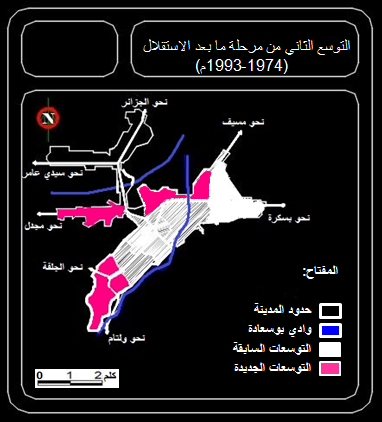 التوسع الثاني من مرحلة ما بعد الاستقلال
(1974-1993م)
N
نحو الجزائر
نحو مسيف
نحو سيدي عامر
نحو بسكرة
نحو مجدل
نحو الجلفة
نحو ولتام
المفتاح:
حدود المدينة
وادي بوسعادة
التوسعات السابقة
التوسعات الجديدة
0 1 2 كلم